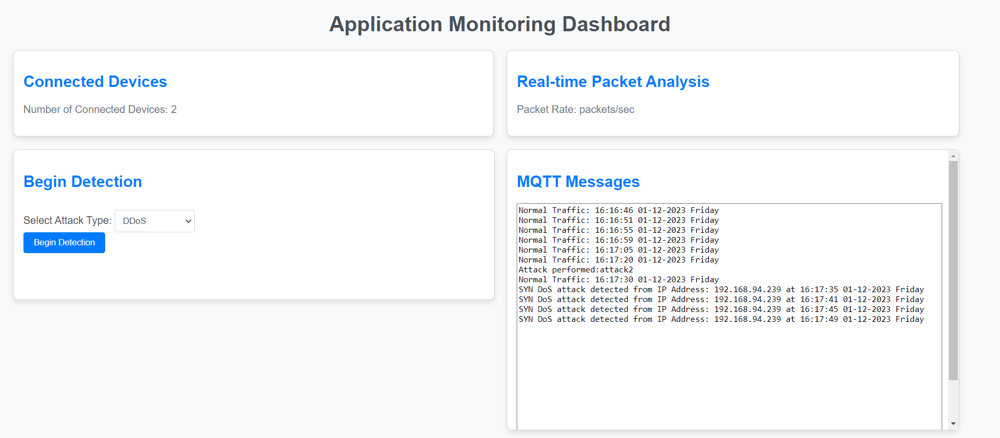 Application Monitoring Dashboard
Connected Devices
Number of Connected Devices: 2
Real-time Packet Analysis
Packet Rate: packets/sec
Begin Detection
Select Attack Type: DDoS
Begin Detection
MQTT Messages
Normal Traffic: 16:16:46 01-12-2023 Friday
Normal Traffic: 16:16:51 01-12-2023 Friday
Normal Traffic: 16:16:55 01-12-2023 Friday
Normal Traffic: 16:16:59 01-12-2023 Friday
Normal Traffic: 16:17:05 01-12-2023 Friday
Normal Traffic: 16:17:20 01-12-2023 Friday
Attack performed:attack2
Normal Traffic: 16:17:30 01-12-2023 Friday
SYN DoS attack detected from IP Address: 192.168.94.239 at 16:17:35 01-12-2023 Friday
SYN DoS attack detected from IP Address: 192.168.94.239 at 16:17:41 01-12-2023 Friday
SYN DoS attack detected from IP Address: 192.168.94.239 at 16:17:45 01-12-2023 Friday
SYN DoS attack detected from IP Address: 192.168.94.239 at 16:17:49 01-12-2023 Friday